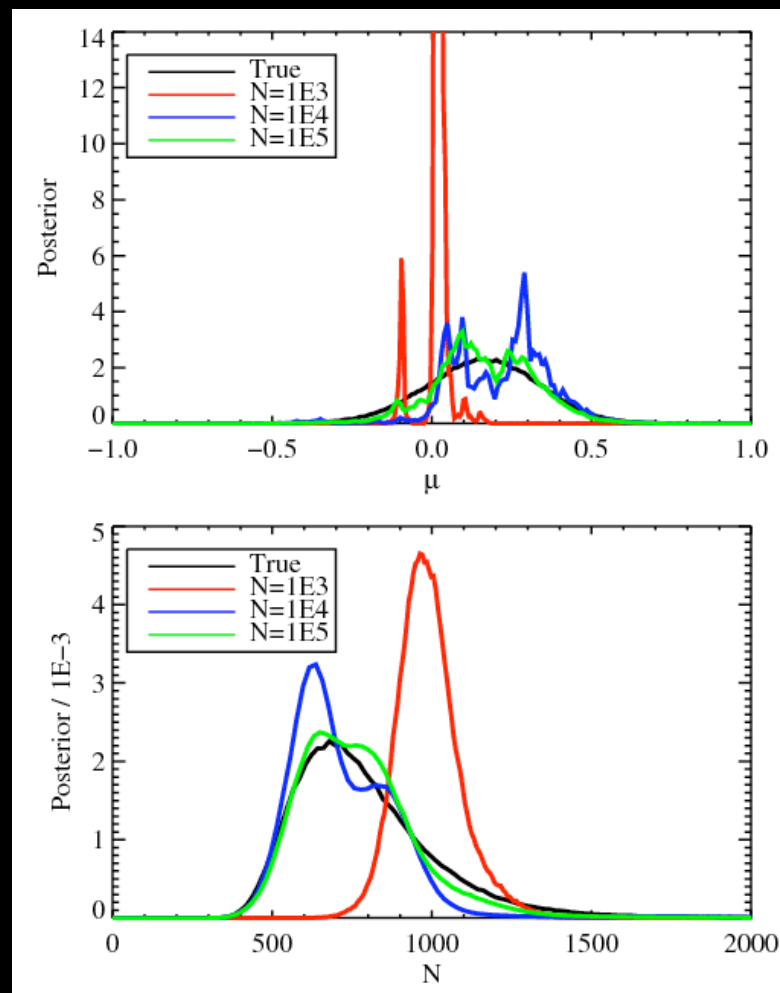 14
12
10
8
6
4
2
0
Posterior
True
N=1E3
N=1E4
N=1E5
−1.0 −0.5 0.0 0.5 1.0
μ
5
4
3
2
1
0
Posterior / 1E−3
True
N=1E3
N=1E4
N=1E5
0 500 1000 1500 2000
N